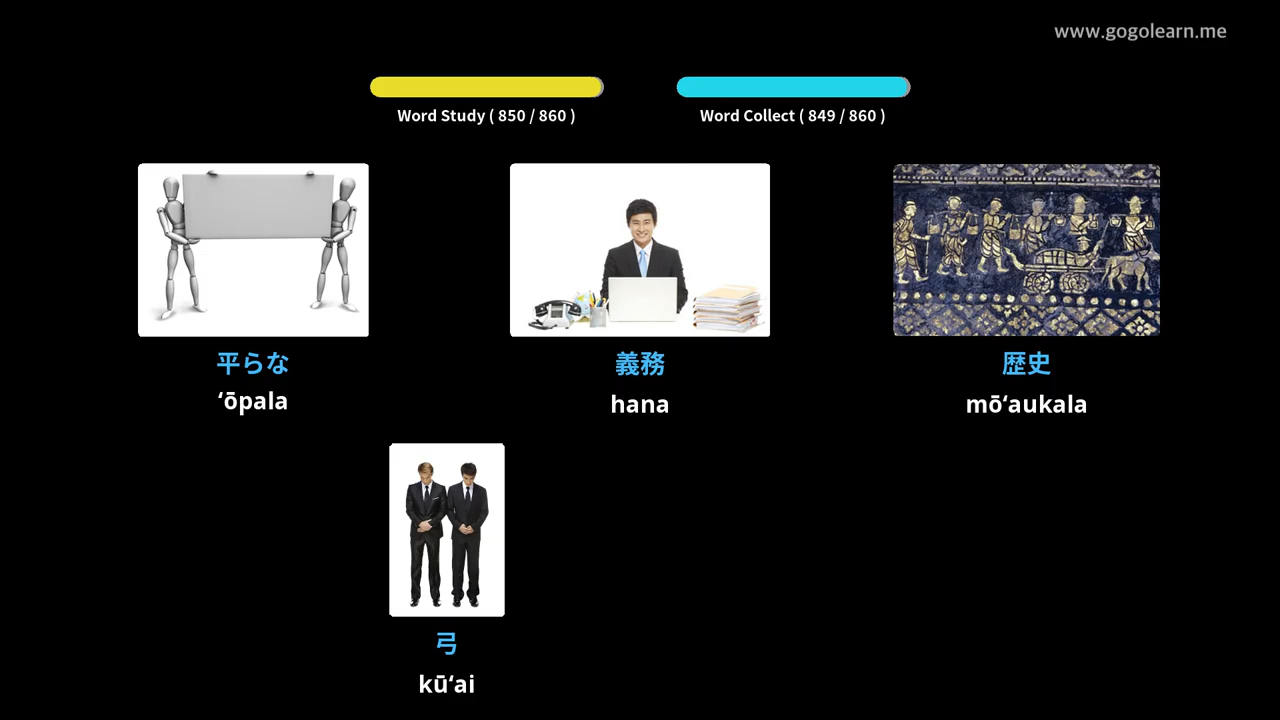 www.gogolearn.me
Word Study ( 850 / 860 )
Word Collect ( 849 / 860 )
平らな
ʻōpala
義務
hana
歴史
mōʻaukala
弓
kūʻai